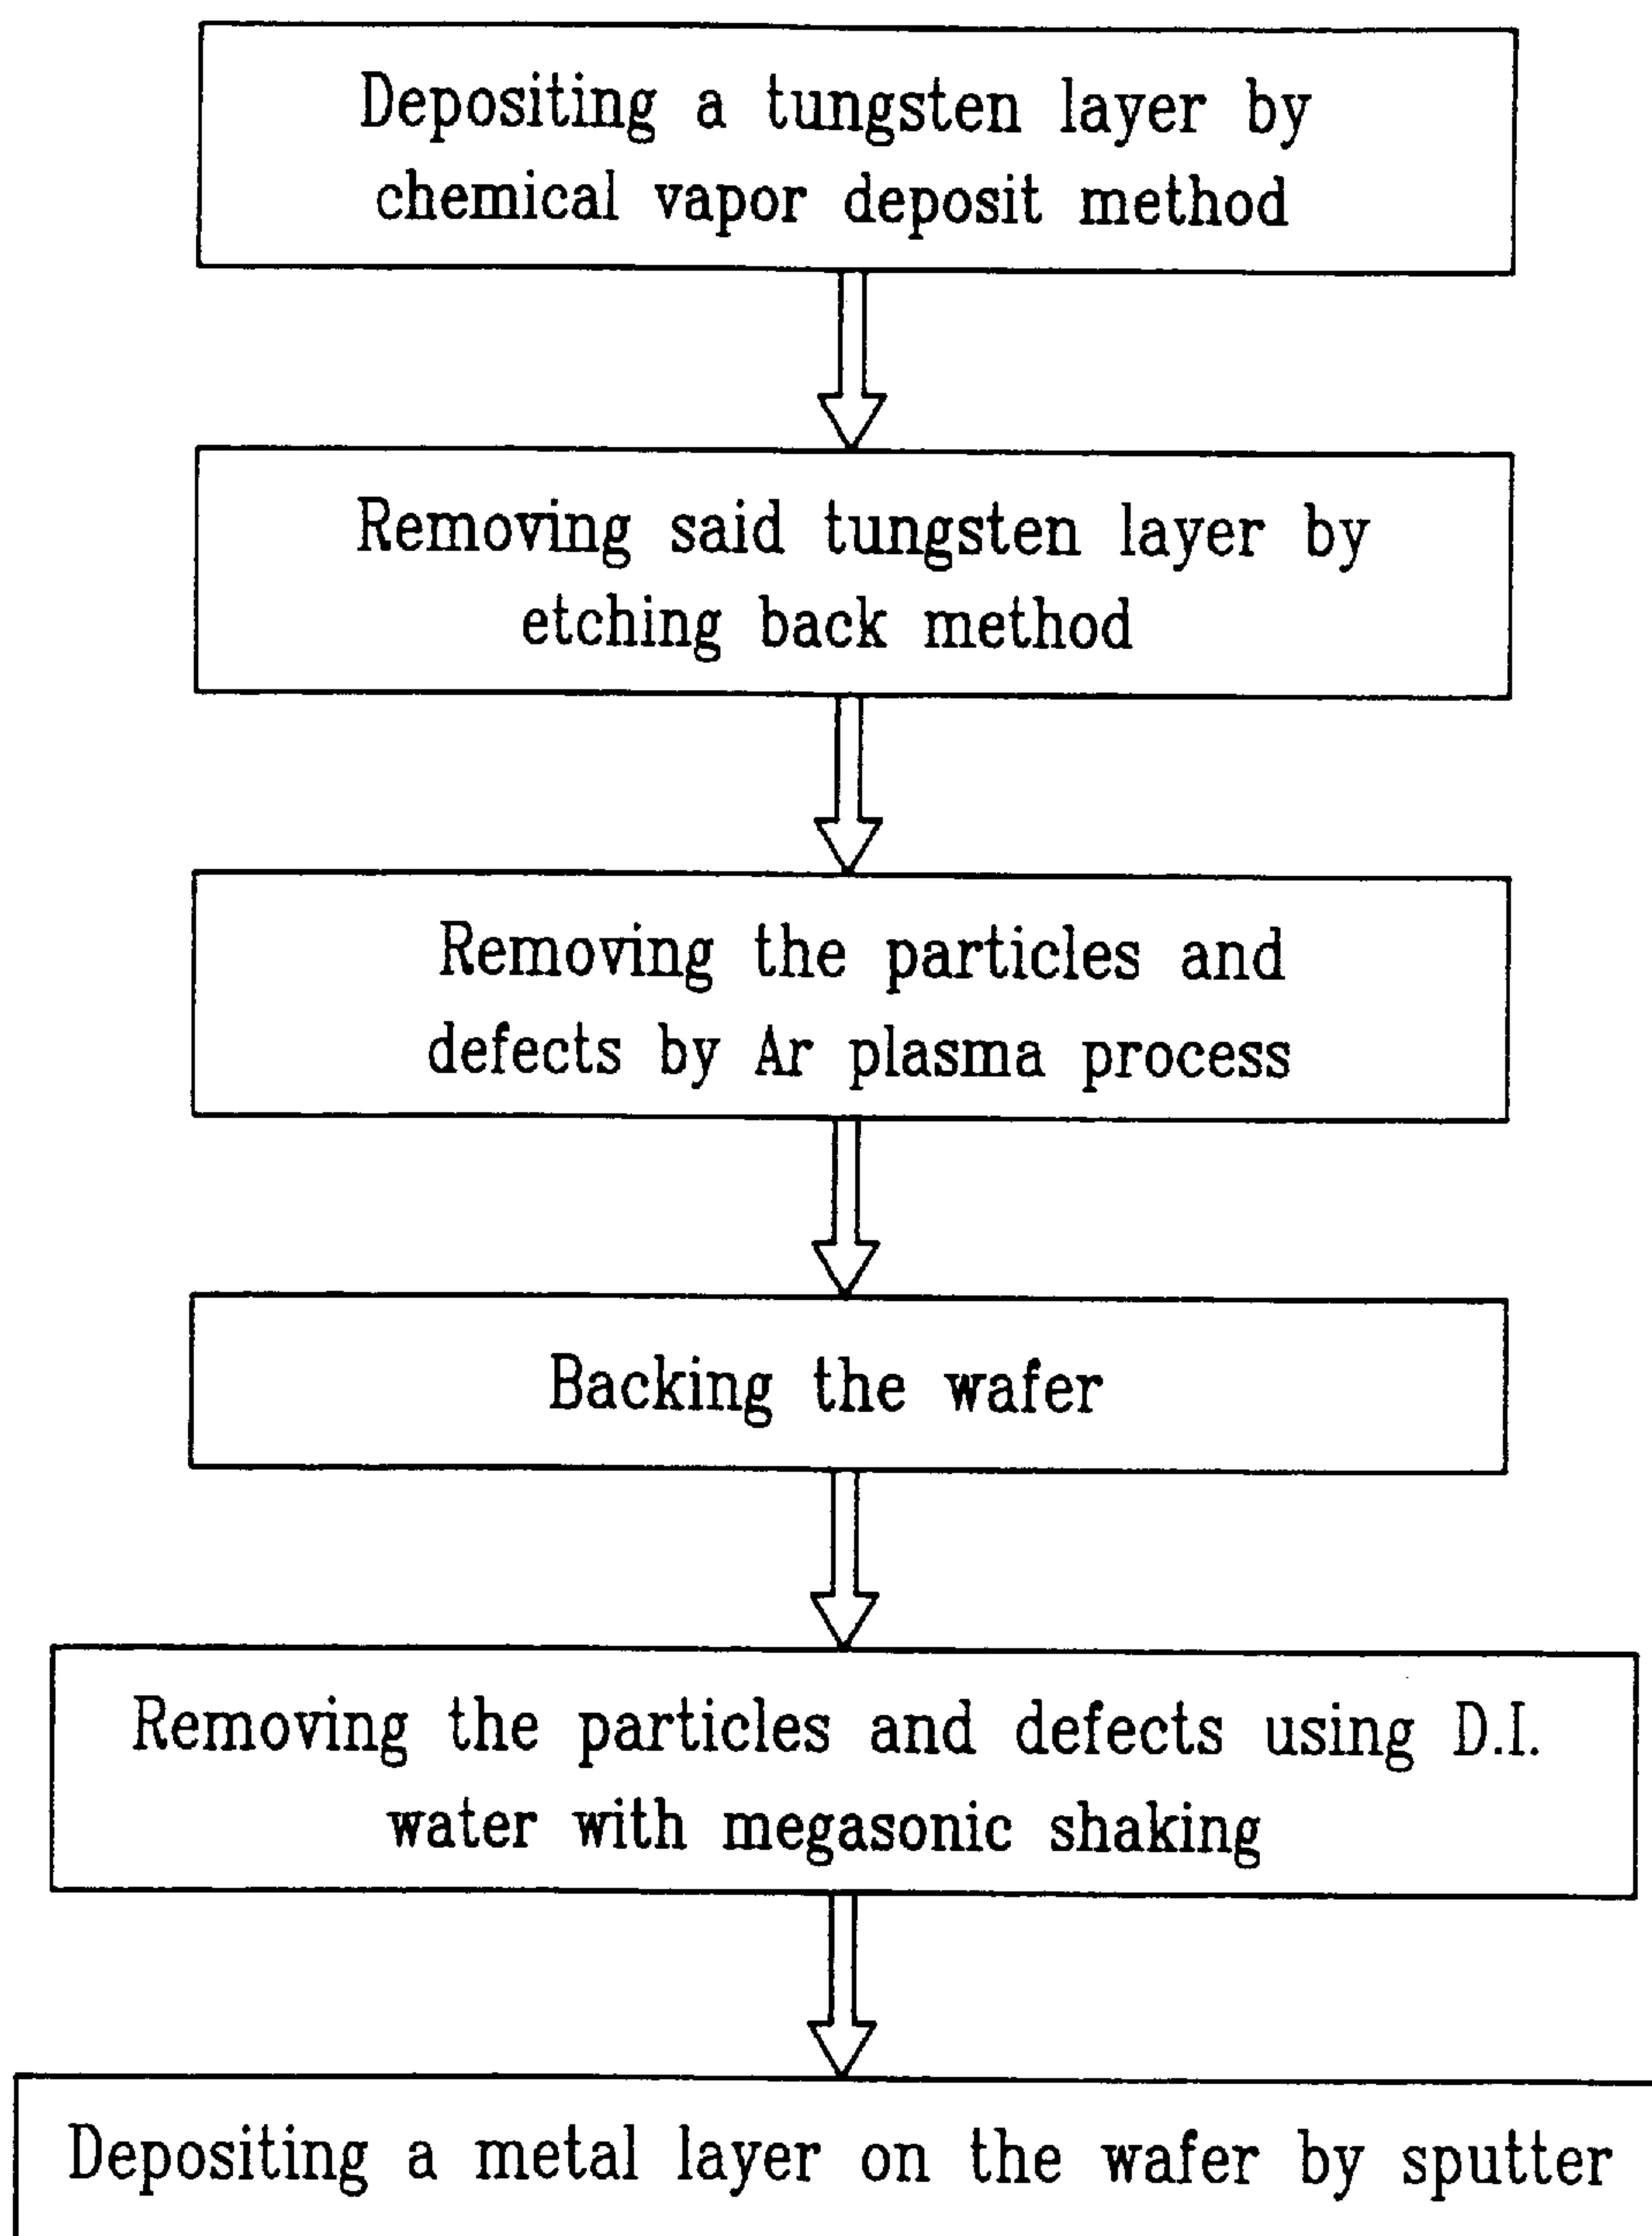 Depositing a tungsten layer by
chemical vapor deposit method
Removing said tungsten layer by
etching back method
Removing the particles and
defects by Ar plasma process
Backing the wafer
Removing the particles and defects using D.I.
water with megasonic shaking
Depositing a metal layer on the wafer by sputter